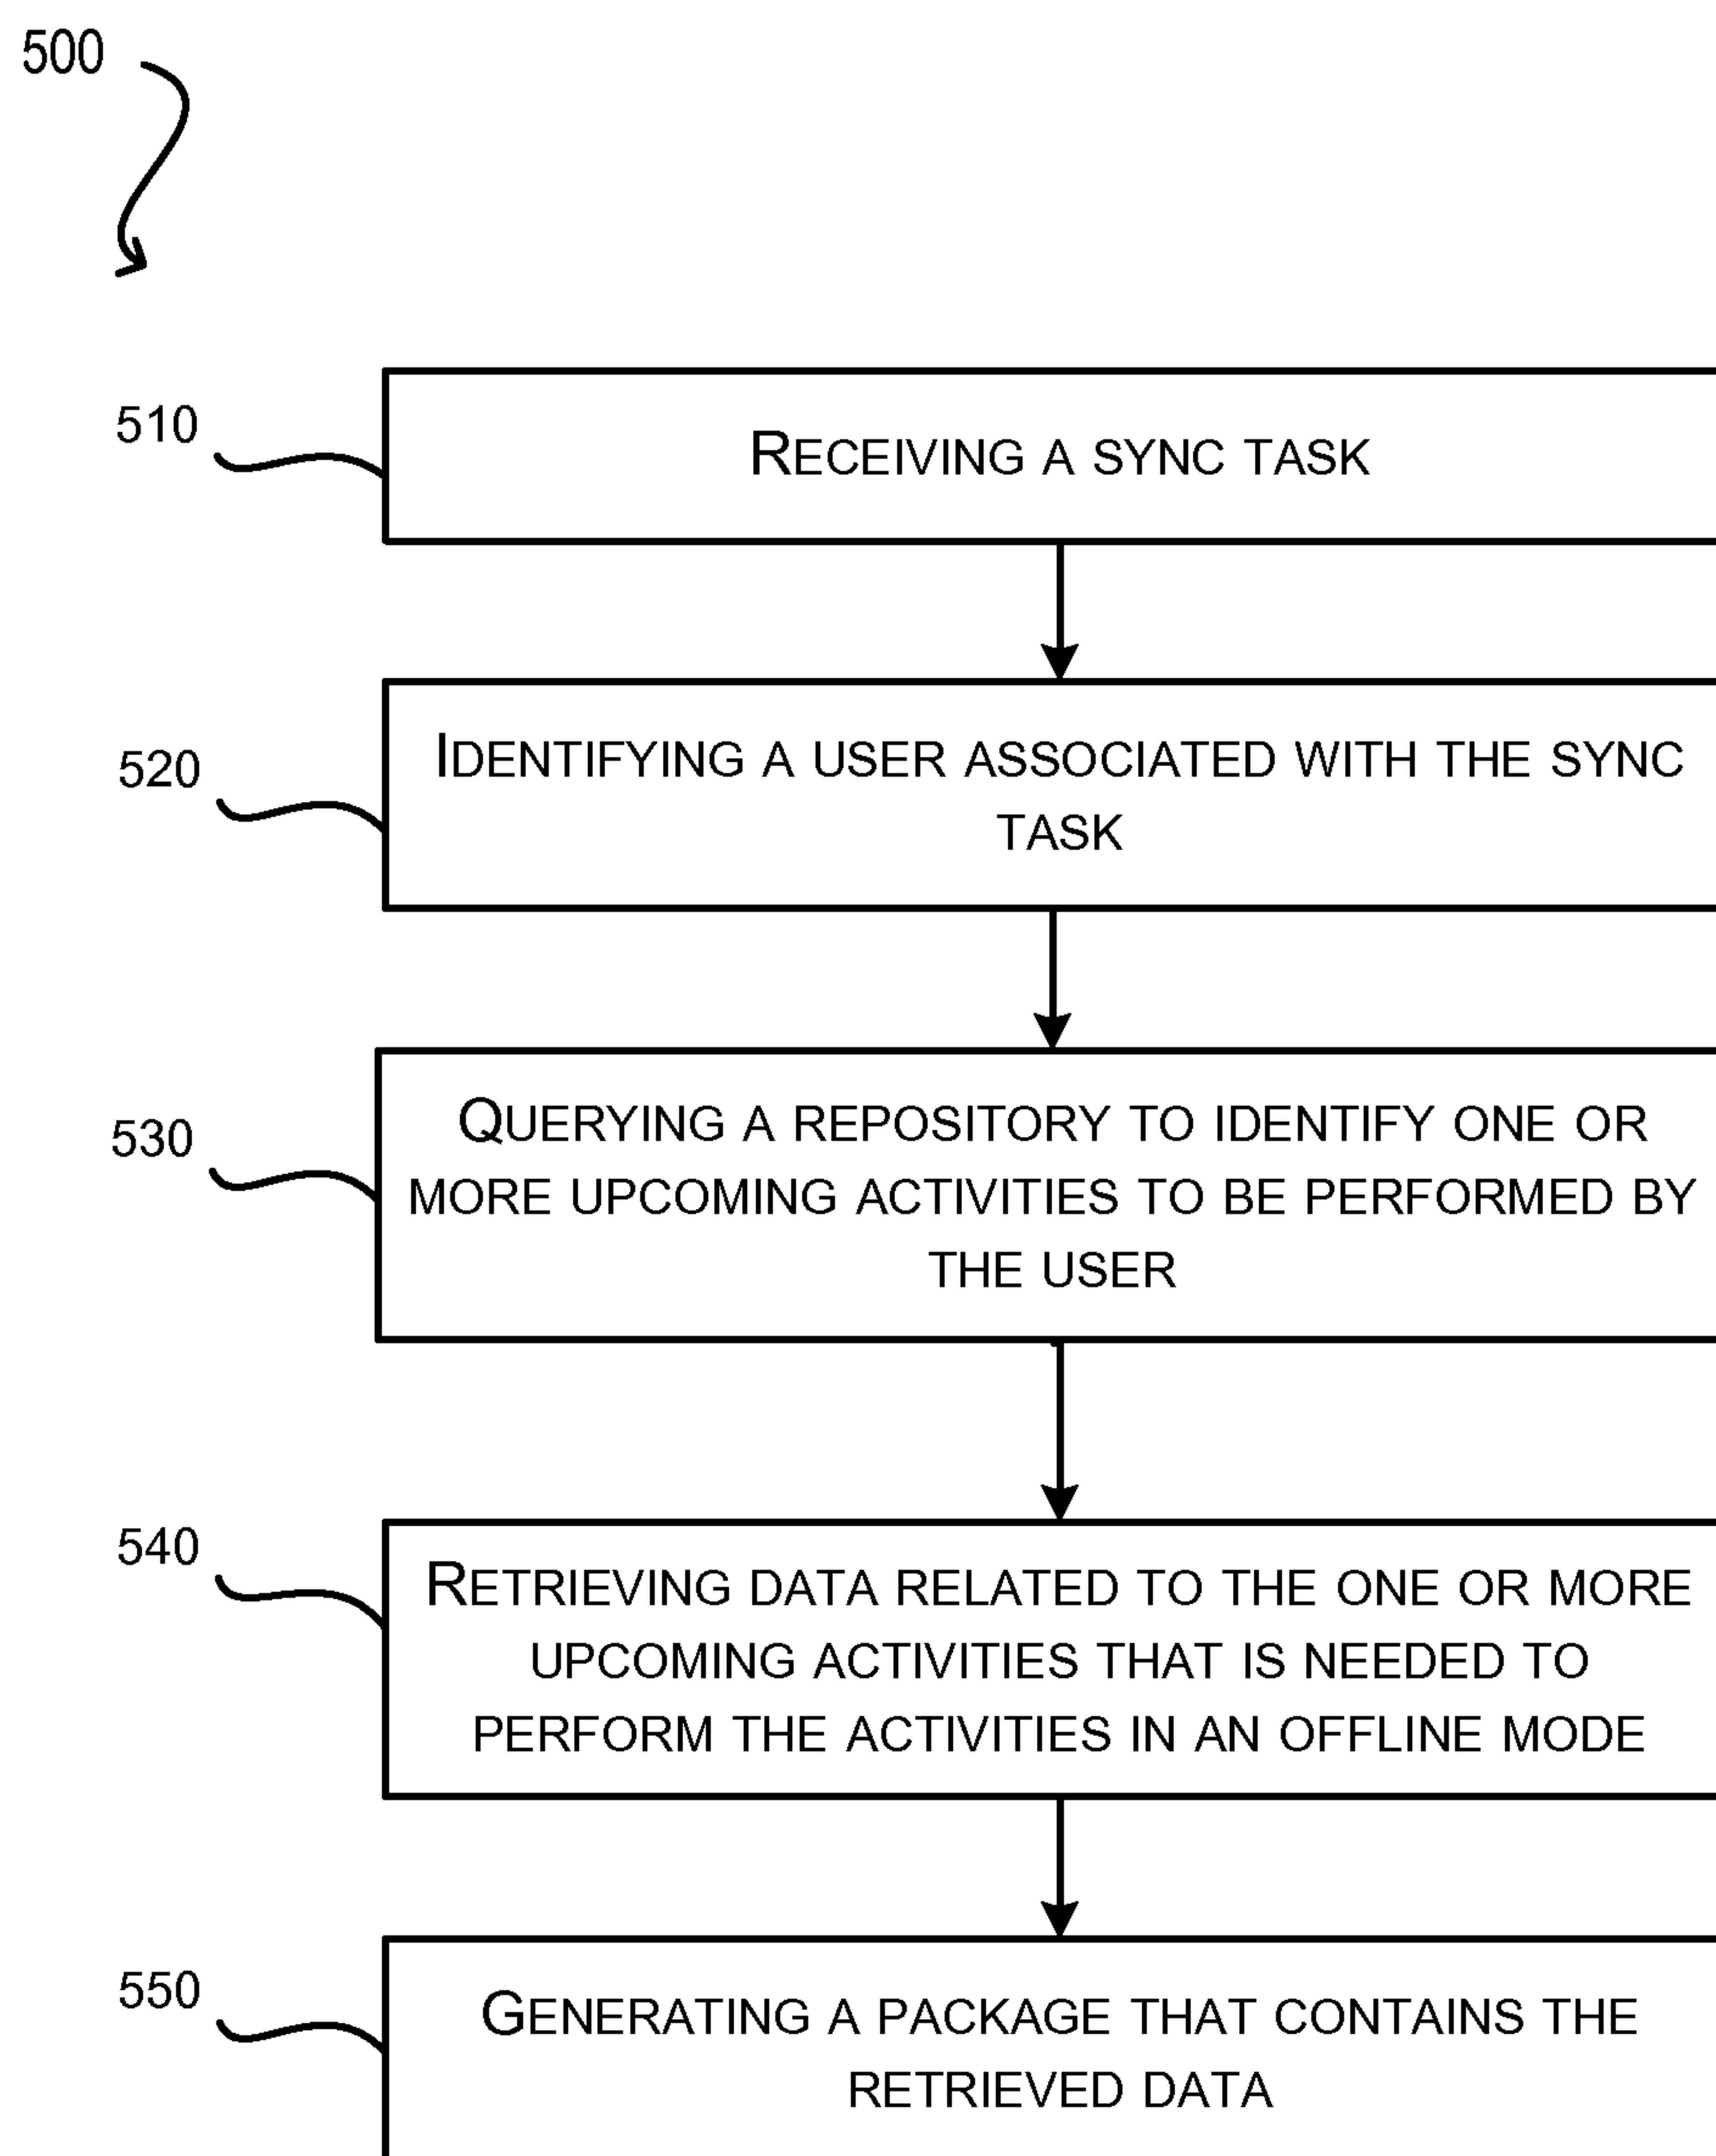 500
510
RECEIVING A SYNC TASK
520
IDENTIFYING A USER ASSOCIATED WITH THE SYNC
TASK
530
QUERYING A REPOSITORY TO IDENTIFY ONE OR
MORE UPCOMING ACTIVITIES TO BE PERFORMED BY
THE USER
540
RETRIEVING DATA RELATED TO THE ONE OR MORE
UPCOMING ACTIVITIES THAT IS NEEDED TO
PERFORM THE ACTIVITIES IN AN OFFLINE MODE
550
GENERATING A PACKAGE THAT CONTAINS THE
RETRIEVED DATA